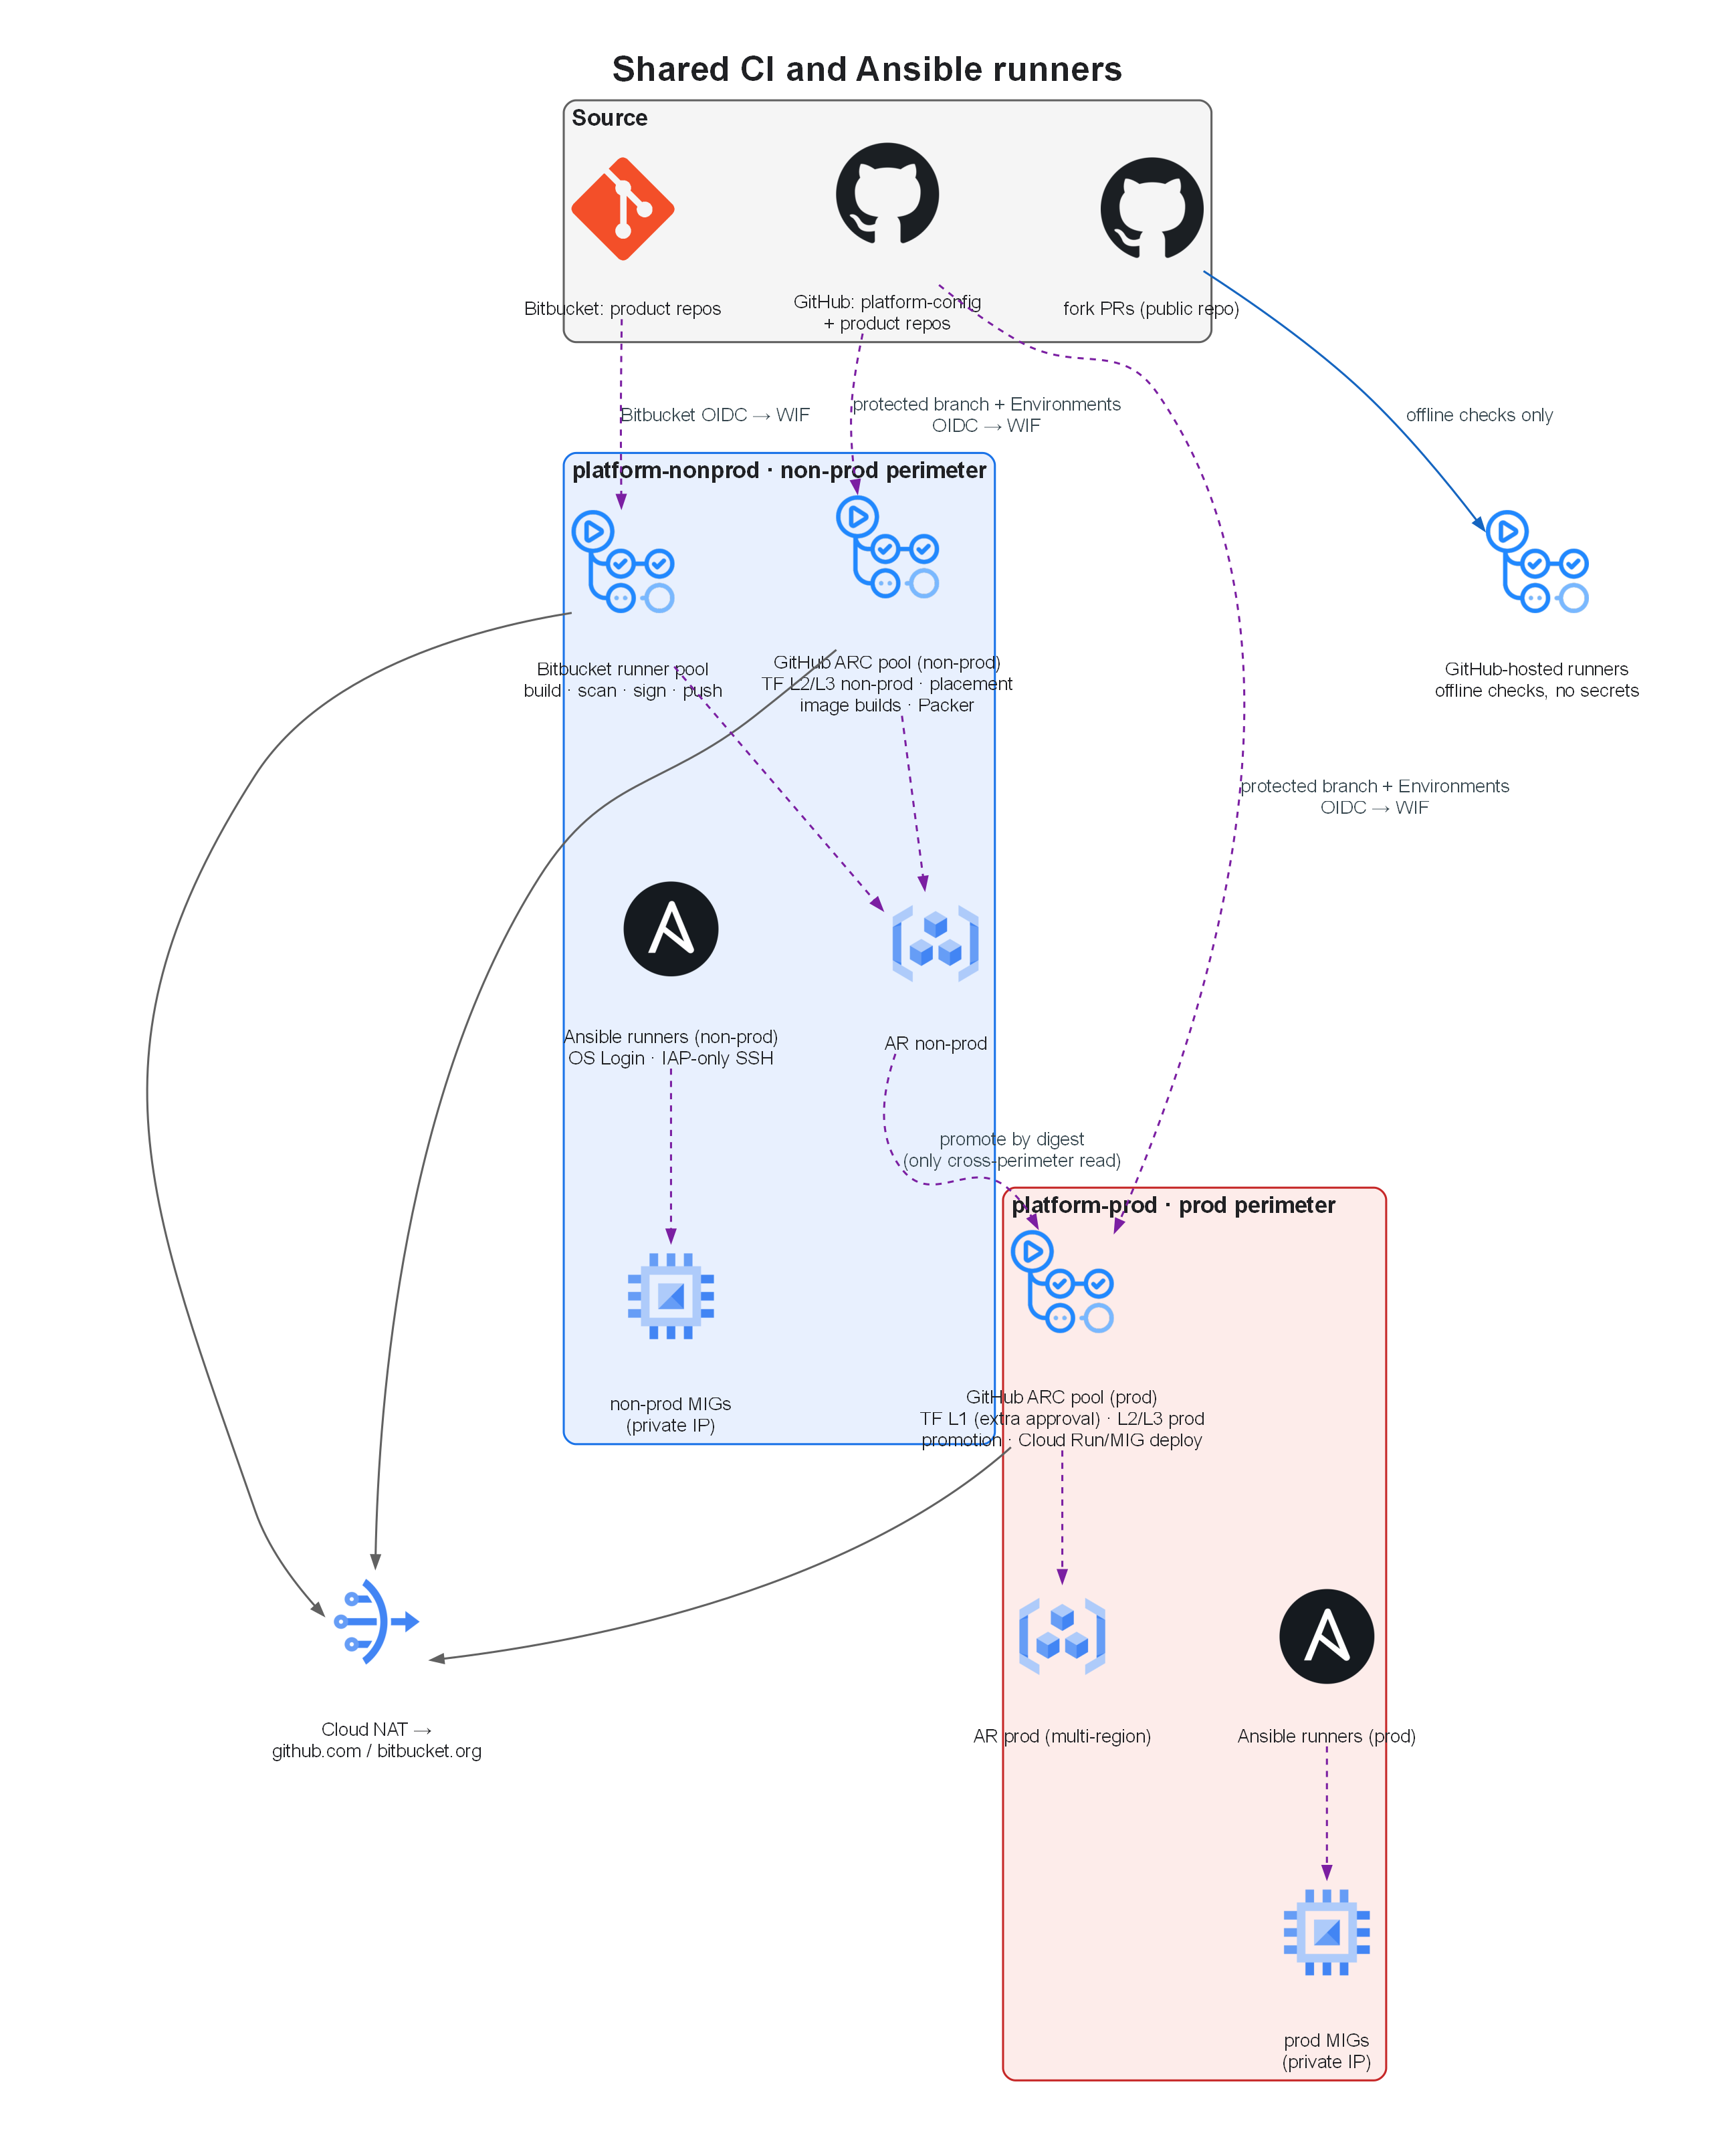 Shared CI and Ansible runners
Source
Bitbucket: product repos
GitHub: platform-config
+ product repos
fork PRs (public repo)
Bitbucket OIDC → WIF
protected branch + Environments
OIDC → WIF
offline checks only
platform-nonprod · non-prod perimeter
Bitbucket runner pool
build · scan · sign · push
GitHub ARC pool (non-prod)
TF L2/L3 non-prod · placement
image builds · Packer
GitHub-hosted runners
offline checks, no secrets
protected branch + Environments
OIDC → WIF
Ansible runners (non-prod)
OS Login · IAP-only SSH
AR non-prod
promote by digest
(only cross-perimeter read)
platform-prod · prod perimeter
non-prod MIGs
(private IP)
GitHub ARC pool (prod)
TF L1 (extra approval) · L2/L3 prod
promotion · Cloud Run/MIG deploy
Cloud NAT →
github.com / bitbucket.org
AR prod (multi-region)
Ansible runners (prod)
prod MIGs
(private IP)